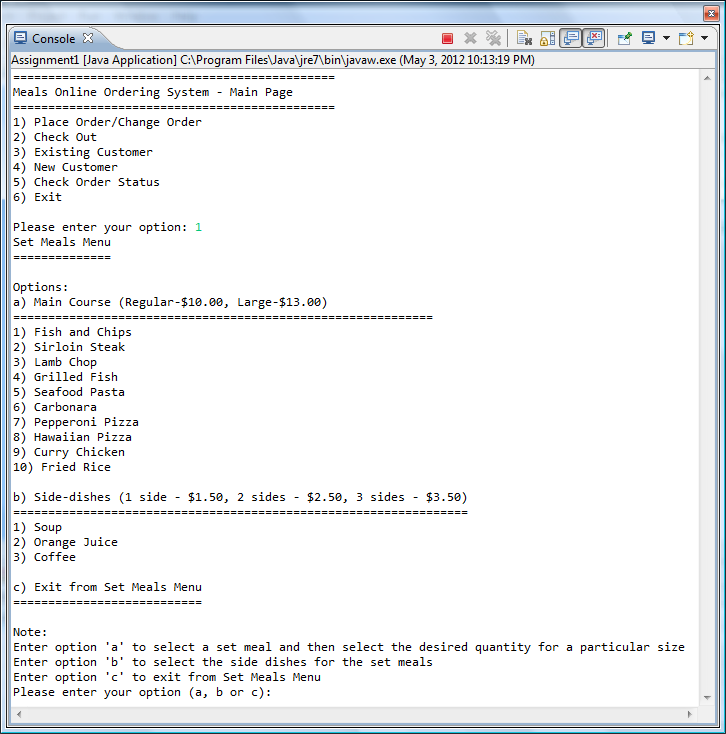 Console
Assignment1 [Java Application] C:\Program Files\Java\jre7\bin\javaw.exe (May 3, 2012 10:13:19 PM)
==============================================
Meals Online Ordering System - Main Page
==============================================
1) Place Order/Change Order
2) Check Out
3) Existing Customer
4) New Customer
5) Check Order Status
6) Exit
Please enter your option: 1
Set Meals Menu
==============
Options:
a) Main Course (Regular-$10.00, Large-$13.00)
============================================================
1) Fish and Chips
2) Sirloin Steak
3) Lamb Chop
4) Grilled Fish
5) Seafood Pasta
6) Carbonara
7) Pepperoni Pizza
8) Hawaiian Pizza
9) Curry Chicken
10) Fried Rice
b) Side-dishes (1 side - $1.50, 2 sides - $2.50, 3 sides - $3.50)
=================================================================
1) Soup
2) Orange Juice
3) Coffee
c) Exit from Set Meals Menu
===========================
Note:
Enter option 'a' to select a set meal and then select the desired quantity for a particular size
Enter option 'b' to select the side dishes for the set meals
Enter option 'c' to exit from Set Meals Menu
Please enter your option (a, b or c):